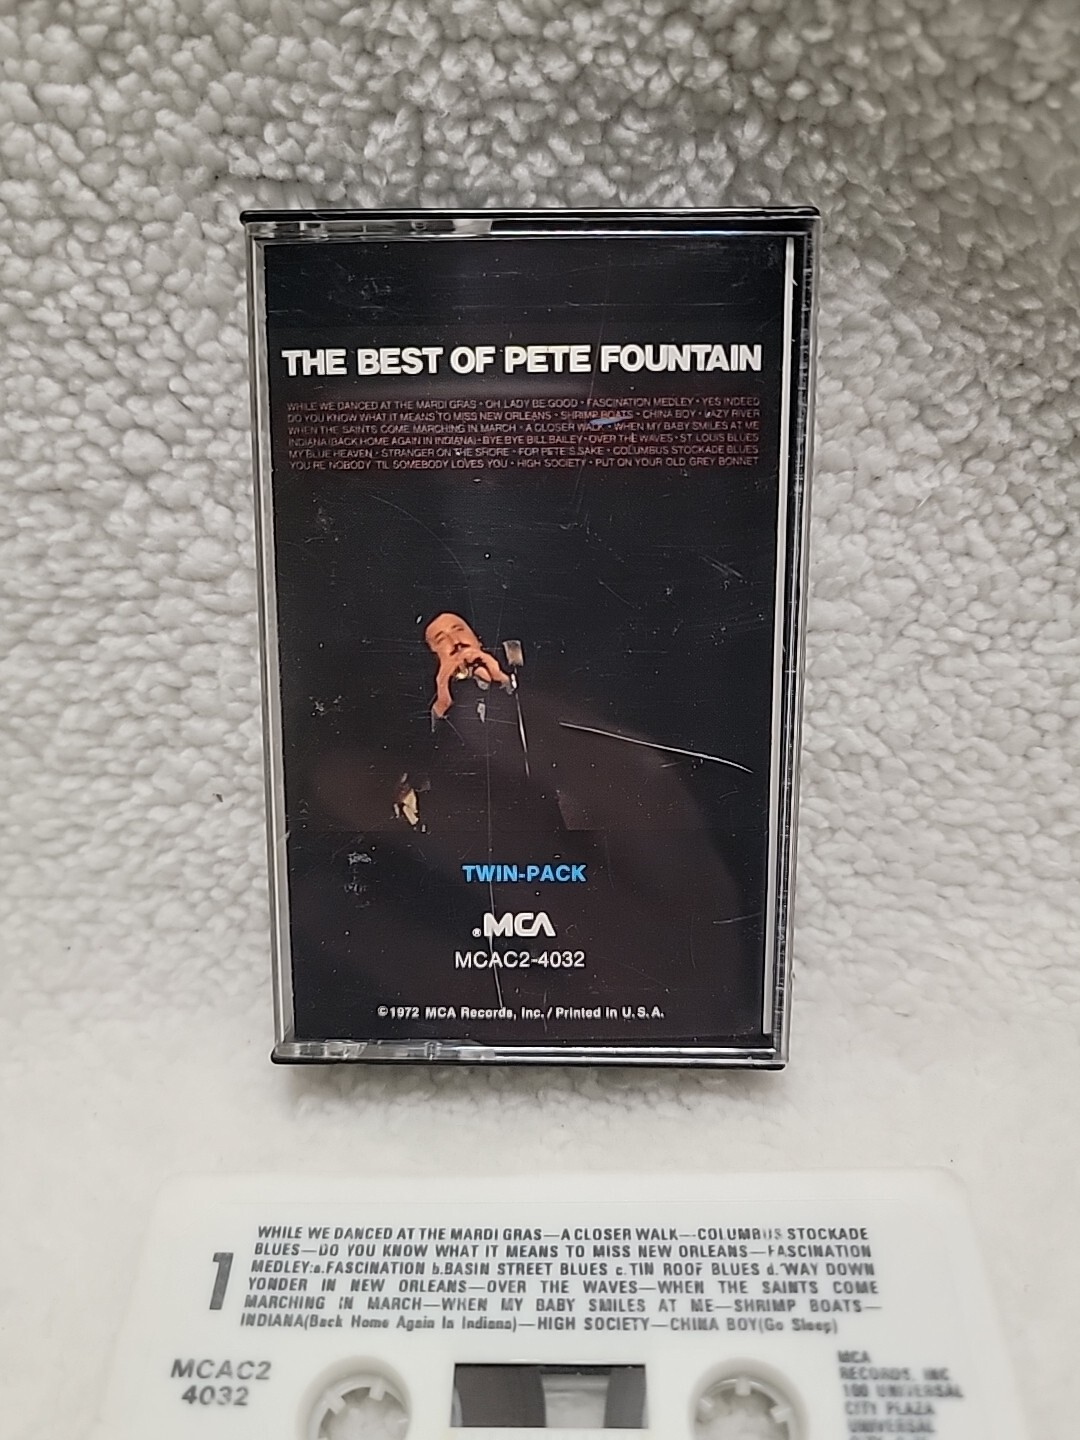 THE BEST OF PETE FOUNTAIN
WHILE WE DANCED AT THE MARDI GRAS • OH, LADY BE GOOD • FASCINATION MEDLEY • YES INDEED
DO YOU KNOW WHAT IT MEANS TO MISS NEW ORLEANS • SHRIMP BOATS • CHINA BOY • LAZY RIVER
WHEN THE SAINTS COME MARCHING IN MARCH • A CLOSER WALK • WHEN MY BABY SMILES AT ME
INDIANA (BACK HOME AGAIN IN INDIANA) • BYE BYE BILL BAILEY • OVER THE WAVES • ST. LOUIS BLUES
MY BLUE HEAVEN • STRANGER ON THE SHORE • FOR PETE'S SAKE • COLUMBUS STOCKADE BLUES
YOU'RE NOBODY 'TIL SOMEBODY LOVES YOU • HIGH SOCIETY • PUT ON YOUR OLD GREY BONNET
TWIN-PACK
® MCA
MCAC2-4032
©1972 MCA Records, Inc. / Printed in U.S.A.
1
WHILE WE DANCED AT THE MARDI GRAS—A CLOSER WALK—COLUMBUS STOCKADE
BLUES—DO YOU KNOW WHAT IT MEANS TO MISS NEW ORLEANS—FASCINATION
MEDLEY:a.FASCINATION b.BASIN STREET BLUES c.TIN ROOF BLUES d.'WAY DOWN
YONDER IN NEW ORLEANS—OVER THE WAVES—WHEN THE SAINTS COME
MARCHING IN MARCH—WHEN MY BABY SMILES AT ME—SHRIMP BOATS—
INDIANA(Back Home Again In Indiana)—HIGH SOCIETY—CHINA BOY(Go Sleep)
MCAC2
4032
MCA
RECORDS, INC.
100 UNIVERSAL
CITY PLAZA
UNIVERSAL